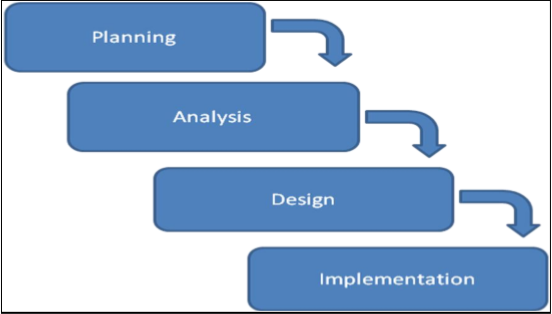 Planning
Analysis
Design
Implementation